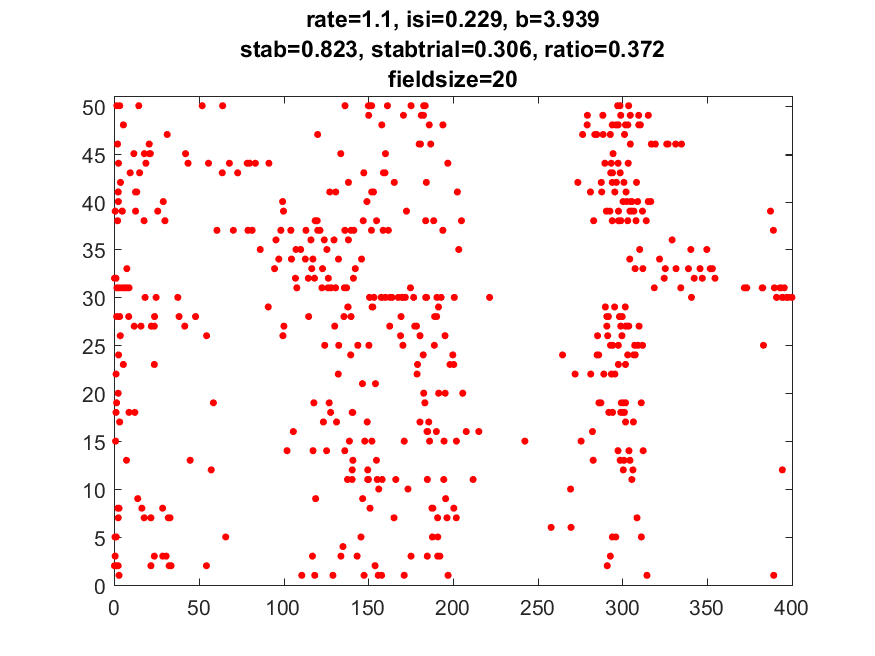 rate=1.1, isi=0.229, b=3.939
stab=0.823, stabtrial=0.306, ratio=0.372
fieldsize=20
50
45
40
35
30
25
20
15
10
5
0
0 50 100 150 200 250 300 350 400